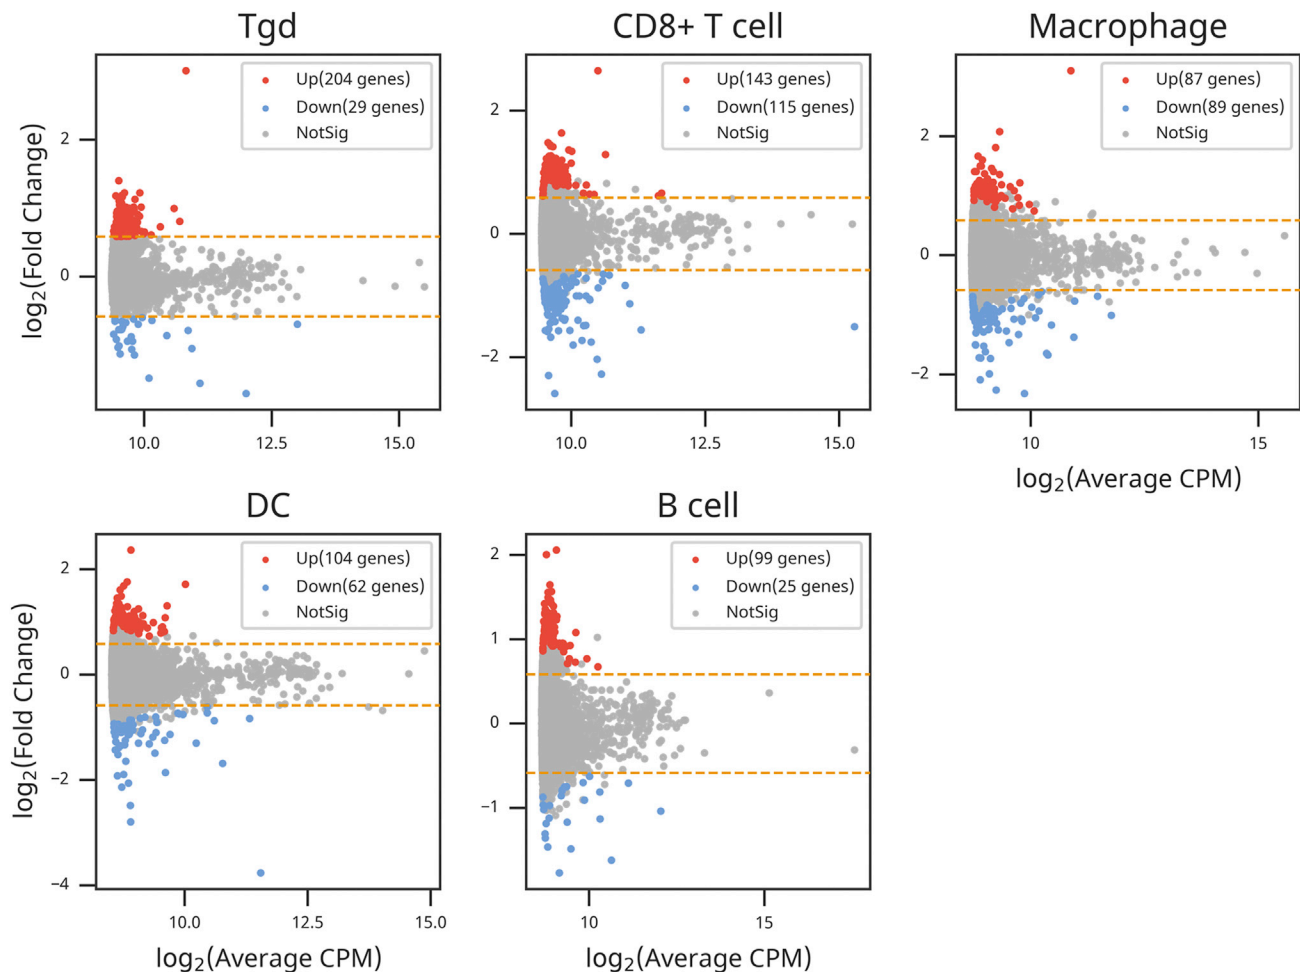 Tgd
CD8+ T cell
Macrophage
Up(204 genes)
Down(29 genes)
NotSig
Up(143 genes)
Down(115 genes)
NotSig
Up(87 genes)
Down(89 genes)
NotSig
log₂(Fold Change)
2
0
2
0
−2
2
0
−2
10.0
12.5
15.0
10.0
12.5
15.0
10
15
log₂(Average CPM)
DC
B cell
Up(104 genes)
Down(62 genes)
NotSig
Up(99 genes)
Down(25 genes)
NotSig
log₂(Fold Change)
2
0
−2
−4
2
1
0
−1
10.0
12.5
15.0
10
15
log₂(Average CPM)
log₂(Average CPM)